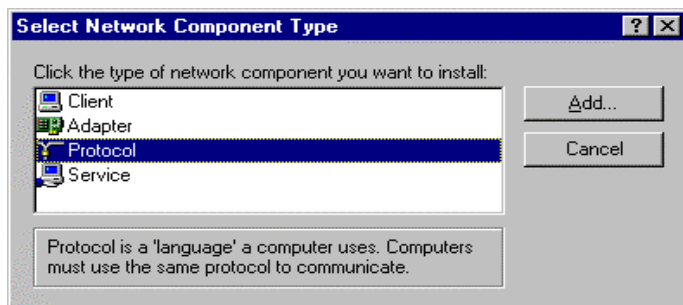 Select Network Component Type
Click the type of network component you want to install:
Client
Adapter
Protocol
Service
Add...
Cancel
Protocol is a 'language' a computer uses. Computers
must use the same protocol to communicate.